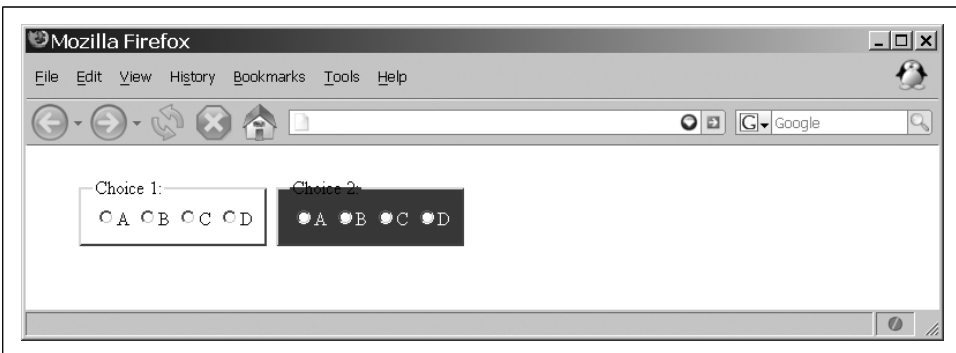 Mozilla Firefox
File Edit View History Bookmarks Tools Help
G Google
Choice 1: Choice 2:
A B C D A B C D